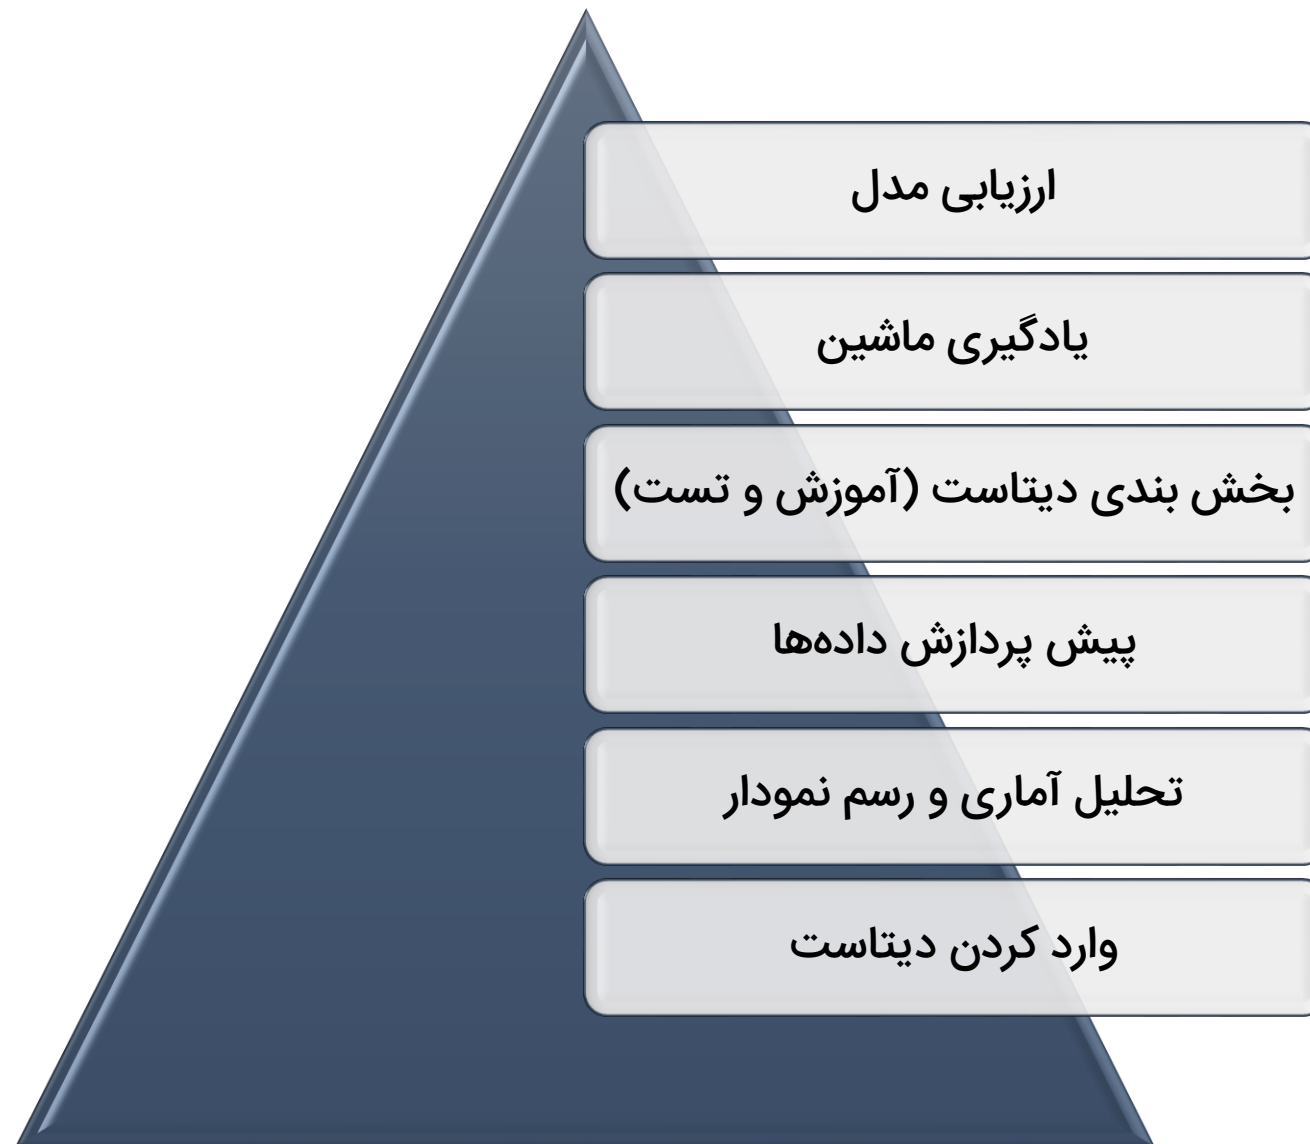 ارزیابی مدل
یادگیری ماشین
بخش بندی دیتاست (آموزش و تست)
پیش پردازش داده‌ها
تحلیل آماری و رسم نمودار
وارد کردن دیتاست